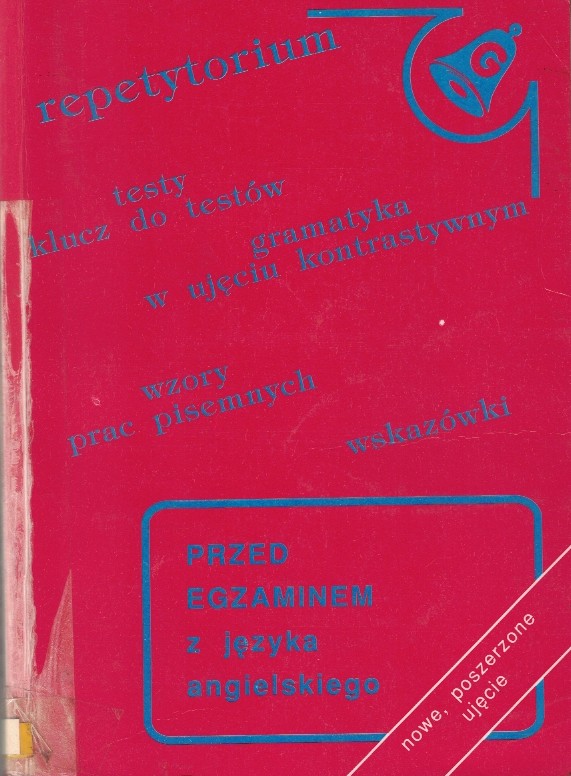 repetytorium
testy
klucz do testów
gramatyka
w ujęciu kontrastywnym
wzory
prac pisemnych
wskazówki
PRZED
EGZAMINEM
z języka
angielskiego
nowe, poszerzone
ujęcie